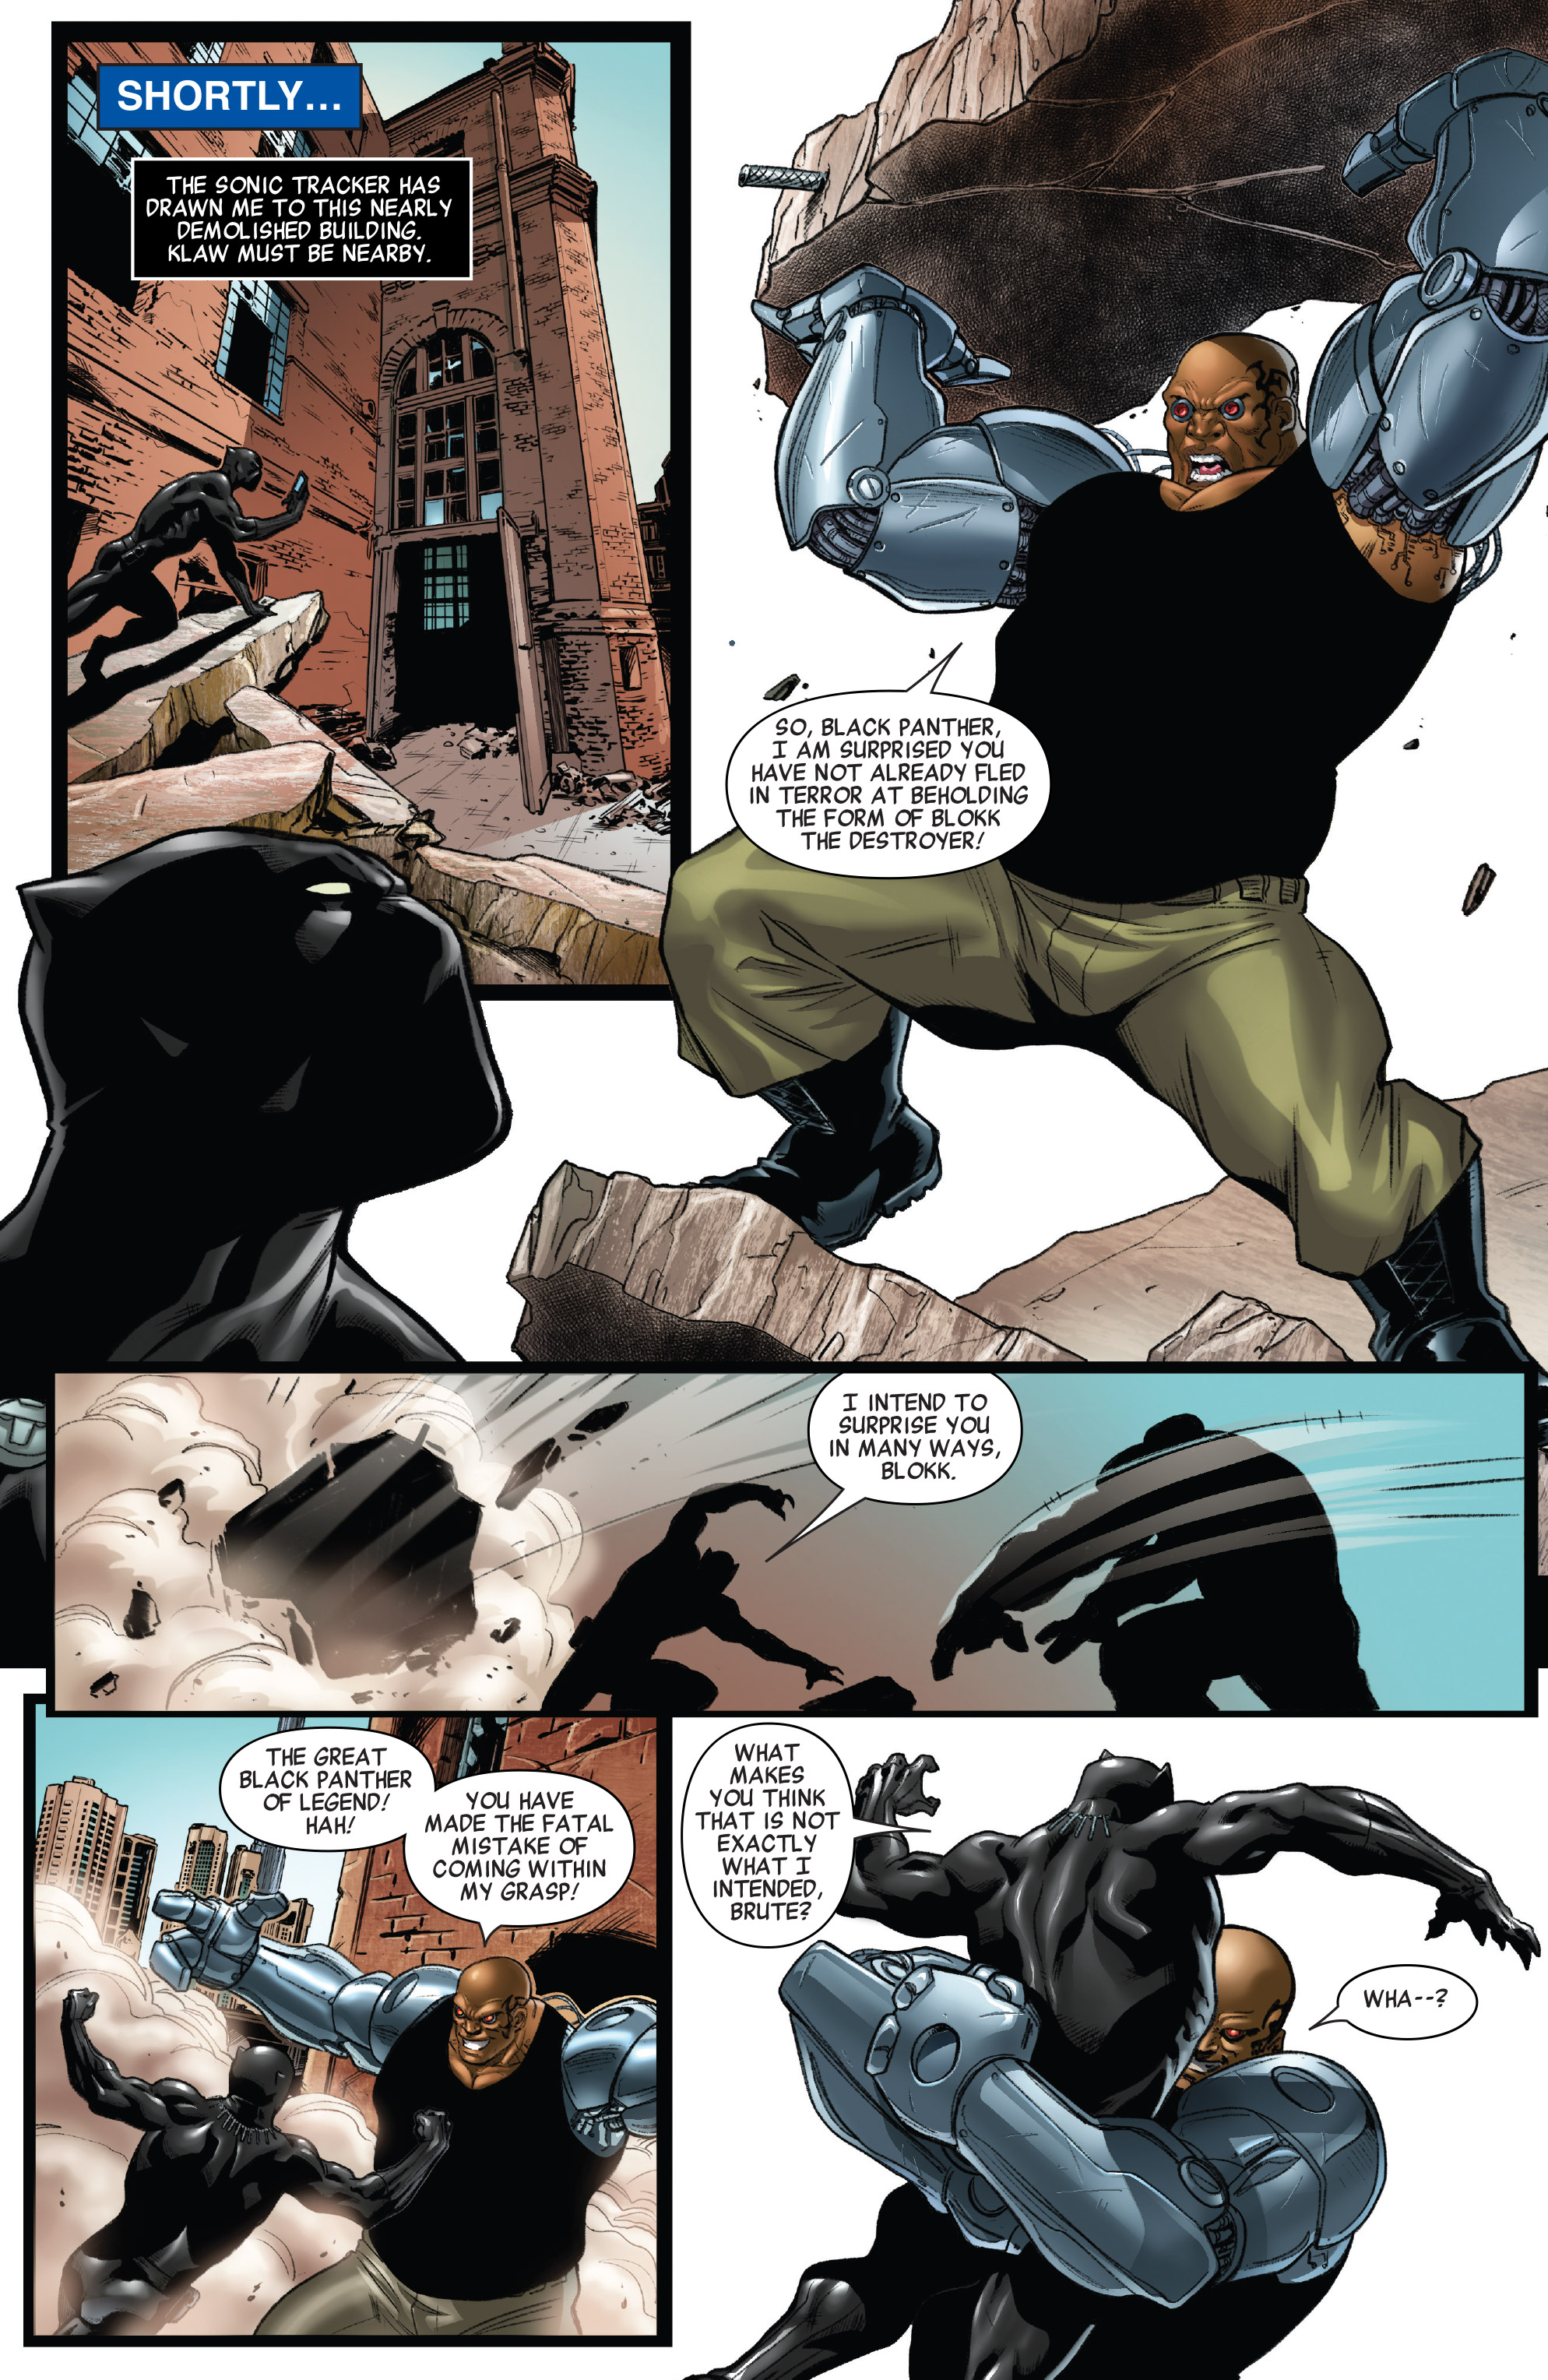 SHORTLY...
THE SONIC TRACKER HAS
DRAWN ME TO THIS NEARLY
DEMOLISHED BUILDING.
KLAW MUST BE NEARBY.
SO, BLACK PANTHER,
I AM SURPRISED YOU
HAVE NOT ALREADY FLED
IN TERROR AT BEHOLDING
THE FORM OF BLOKK
THE DESTROYER!
I INTEND TO
SURPRISE YOU
IN MANY WAYS,
BLOKK.
THE GREAT
BLACK PANTHER
OF LEGEND!
HAH!
YOU HAVE
MADE THE FATAL
MISTAKE OF
COMING WITHIN
MY GRASP!
WHAT
MAKES
YOU THINK
THAT IS NOT
EXACTLY
WHAT I
INTENDED,
BRUTE?
WHA--?